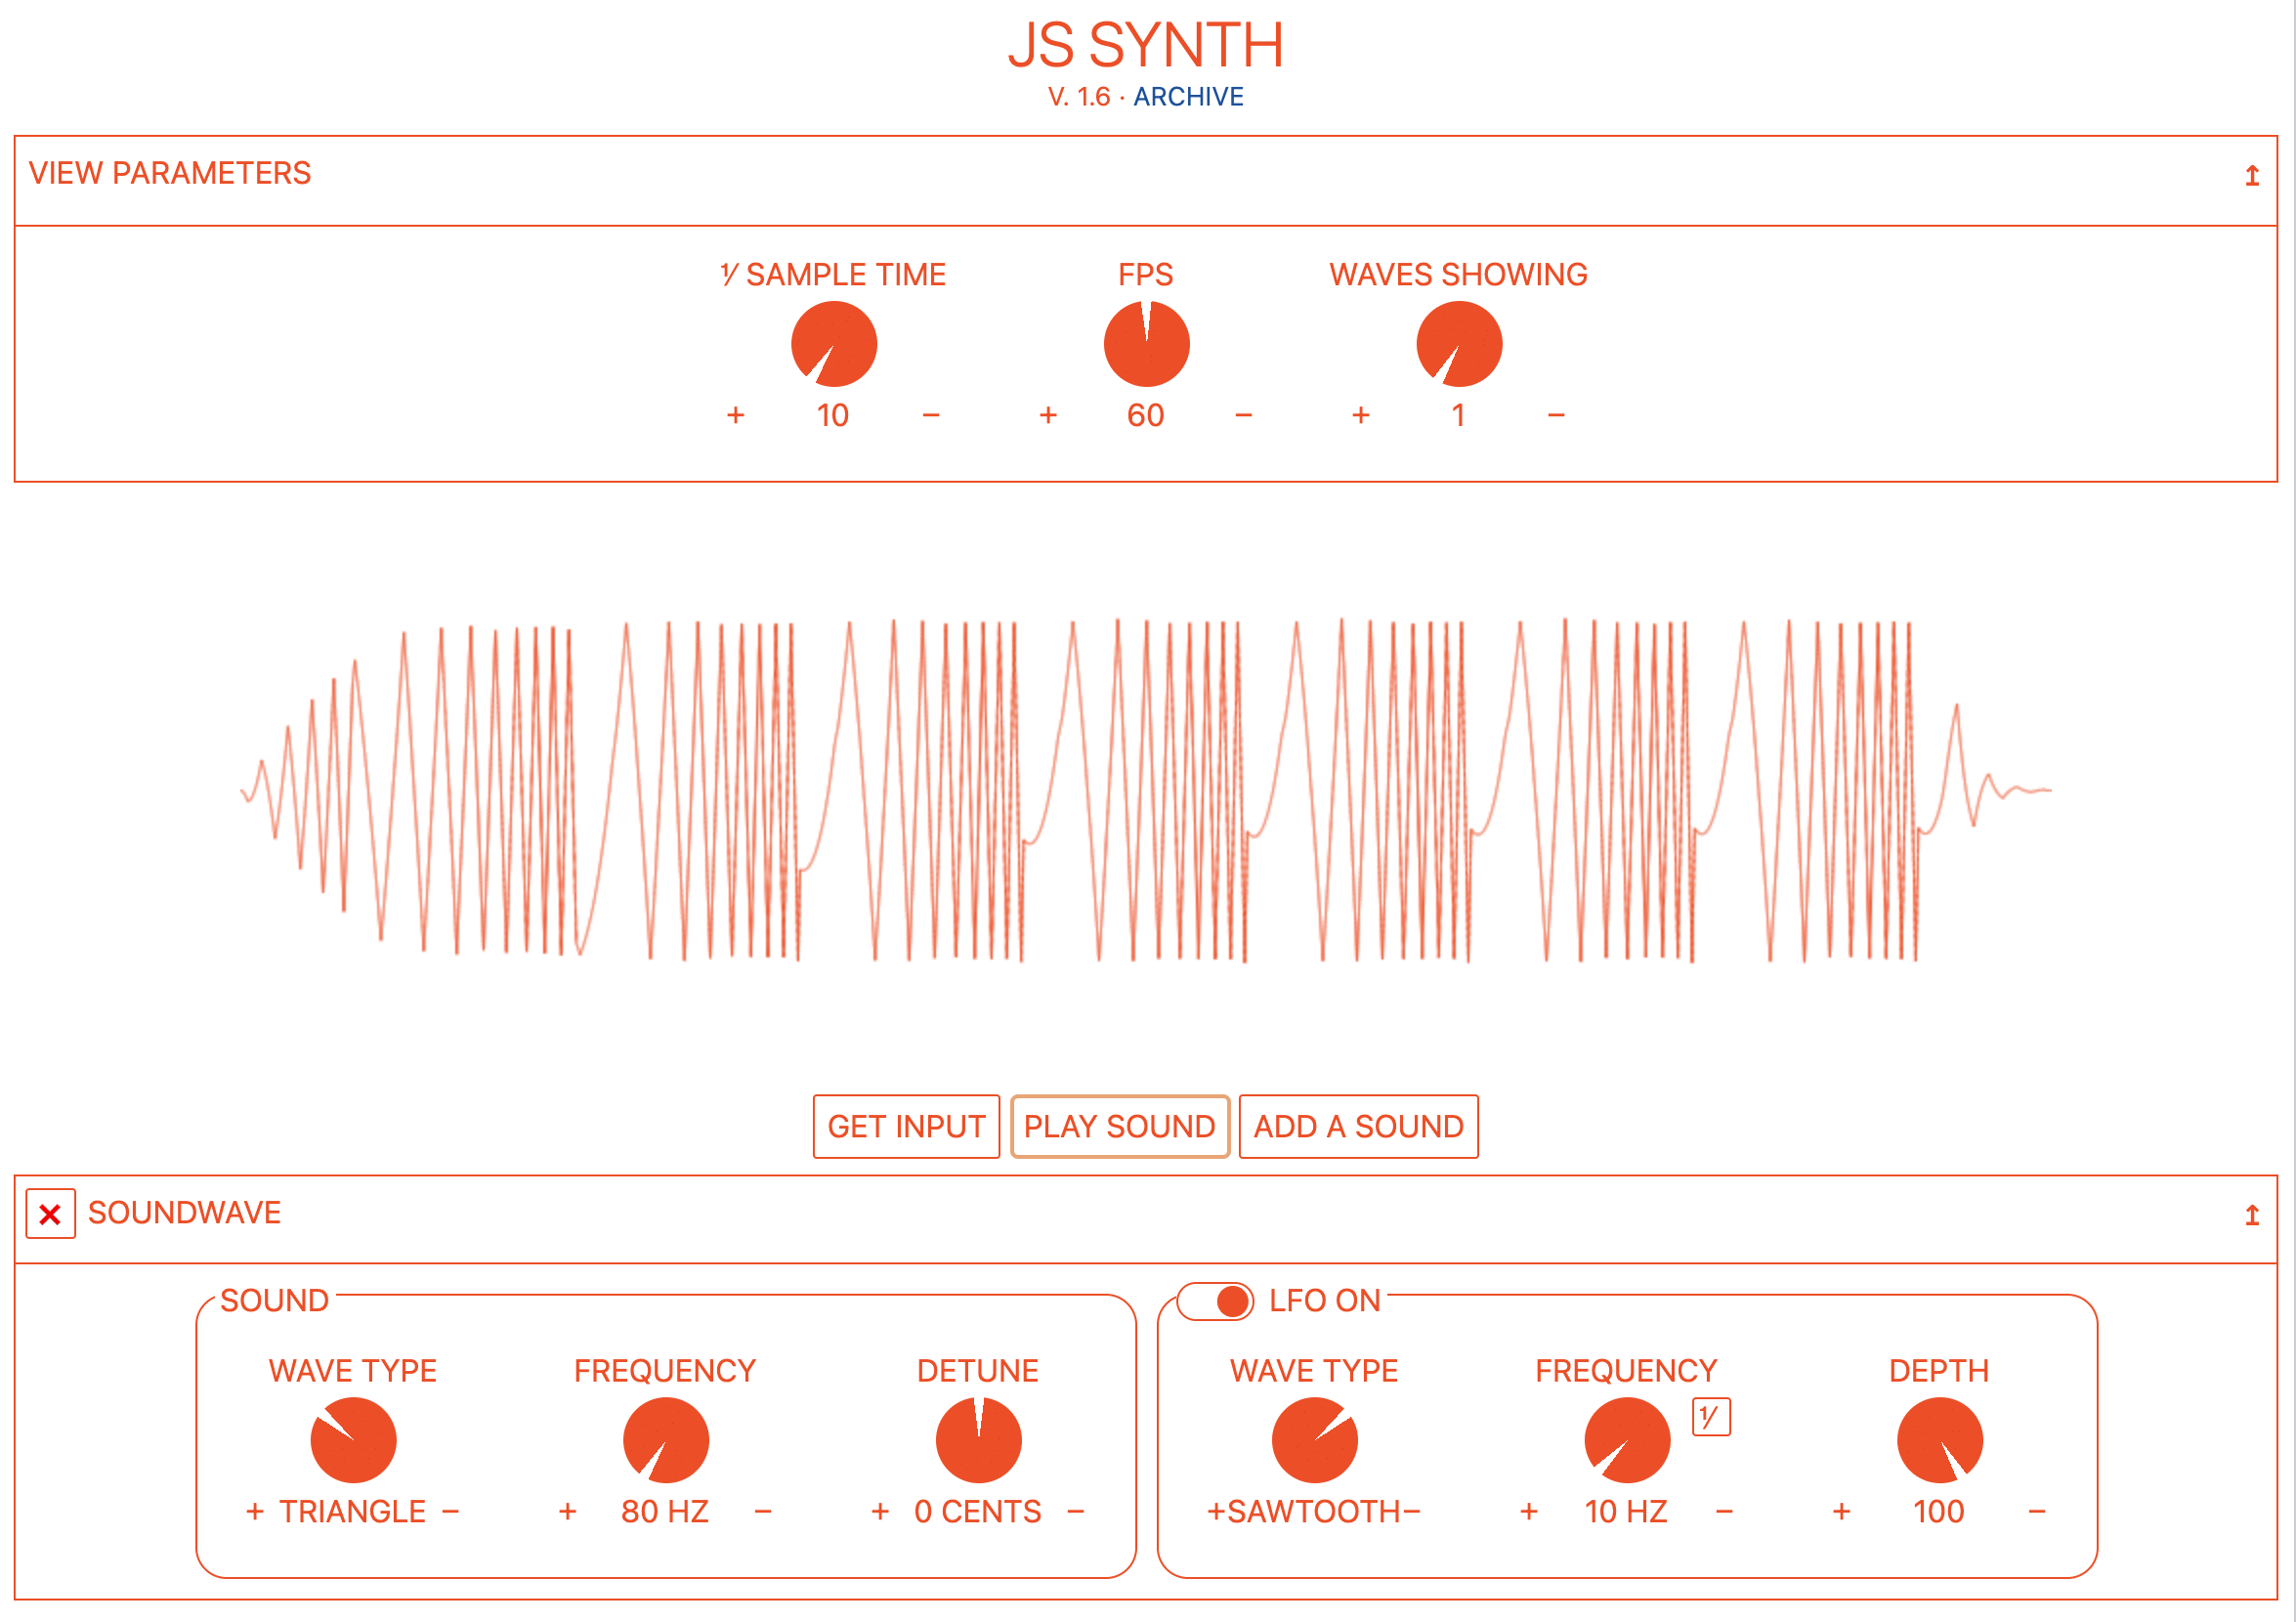 JS SYNTH
V. 1.6 · ARCHIVE
VIEW PARAMETERS ↥
⅟ SAMPLE TIME FPS WAVES SHOWING
+ 10 − + 60 − + 1 −
GET INPUT PLAY SOUND ADD A SOUND
× SOUNDWAVE ↥
SOUND LFO ON
WAVE TYPE FREQUENCY DETUNE WAVE TYPE FREQUENCY DEPTH
⅟
+ TRIANGLE − + 80 HZ − + 0 CENTS − +SAWTOOTH− + 10 HZ − + 100 −